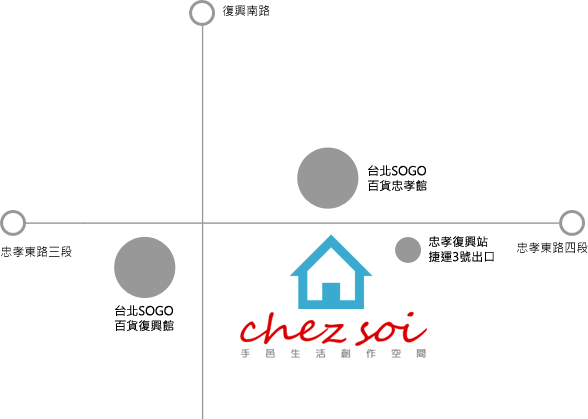 復興南路
台北SOGO
百貨忠孝館
忠孝東路三段
忠孝復興站
捷運3號出口
忠孝東路四段
台北SOGO
百貨復興館
chez soi
手邑生活創作空間